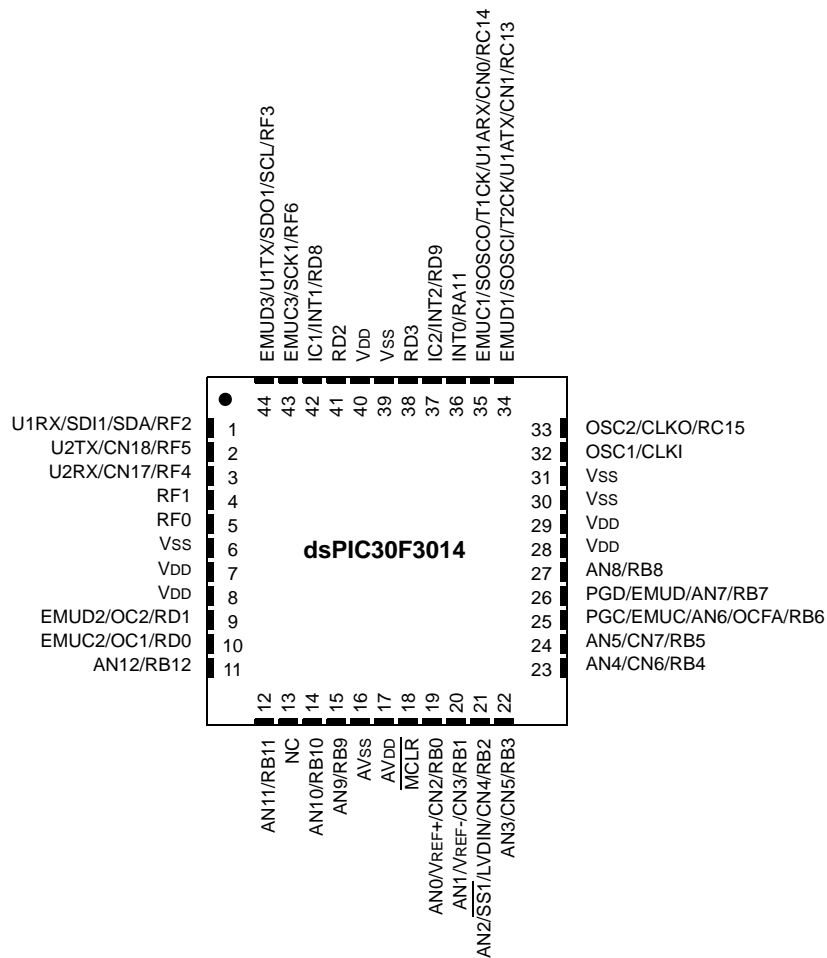 EMUD3/U1TX/SDO1/SCL/RF3
EMUC3/SCK1/RF6
IC1/INT1/RD8
RD2
VDD
VSS
RD3
IC2/INT2/RD9
INT0/RA11
EMUC1/SOSCO/T1CK/U1ARX/CN0/RC14
EMUD1/SOSCI/T2CK/U1ATX/CN1/RC13
44
43
42
41
40
39
38
37
36
35
34
U1RX/SDI1/SDA/RF2 1
U2TX/CN18/RF5 2
U2RX/CN17/RF4 3
RF1 4
RF0 5
VSS 6
VDD 7
VDD 8
EMUD2/OC2/RD1 9
EMUC2/OC1/RD0 10
AN12/RB12 11
dsPIC30F3014
33 OSC2/CLKO/RC15
32 OSC1/CLKI
31 VSS
30 VSS
29 VDD
28 VDD
27 AN8/RB8
26 PGD/EMUD/AN7/RB7
25 PGC/EMUC/AN6/OCFA/RB6
24 AN5/CN7/RB5
23 AN4/CN6/RB4
12
13
14
15
16
17
18
19
20
21
22
AN11/RB11
NC
AN10/RB10
AN9/RB9
AVSS
AVDD
MCLR
AN0/VREF+/CN2/RB0
AN1/VREF-/CN3/RB1
AN2/SS1/LVDIN/CN4/RB2
AN3/CN5/RB3